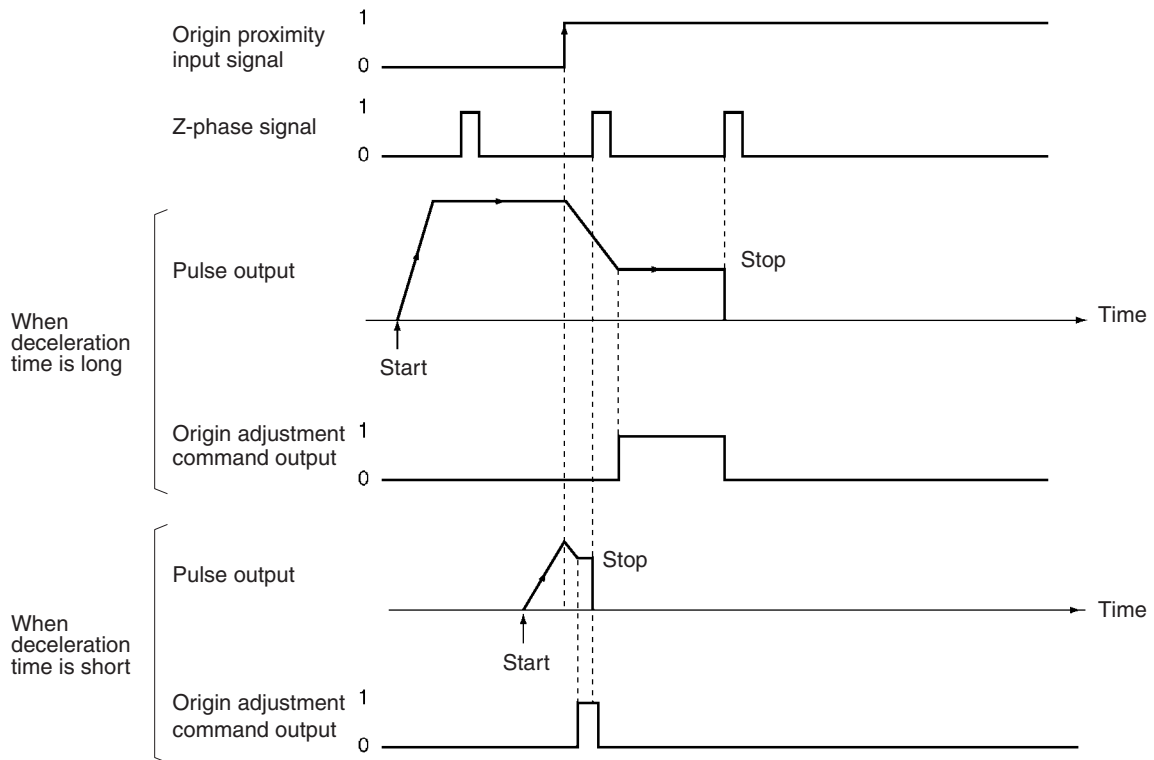 Origin proximity
input signal
1
0
Z-phase signal
1
0
When
deceleration
time is long
Pulse output
Stop
Time
Start
Origin adjustment
command output
1
0
When
deceleration
time is short
Pulse output
Stop
Time
Start
Origin adjustment
command output
1
0